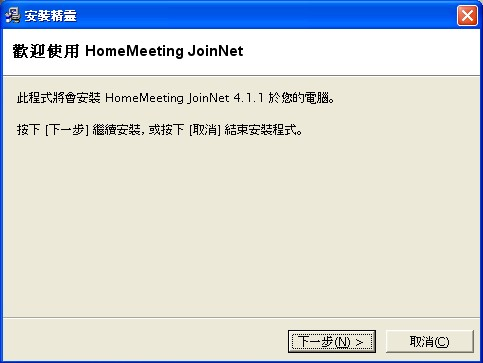 安裝精靈
歡迎使用 HomeMeeting JoinNet
此程式將會安裝 HomeMeeting JoinNet 4.1.1 於您的電腦。
按下 [下一步] 繼續安裝, 或按下 [取消] 結束安裝程式。
下一步(N) > 取消(C)